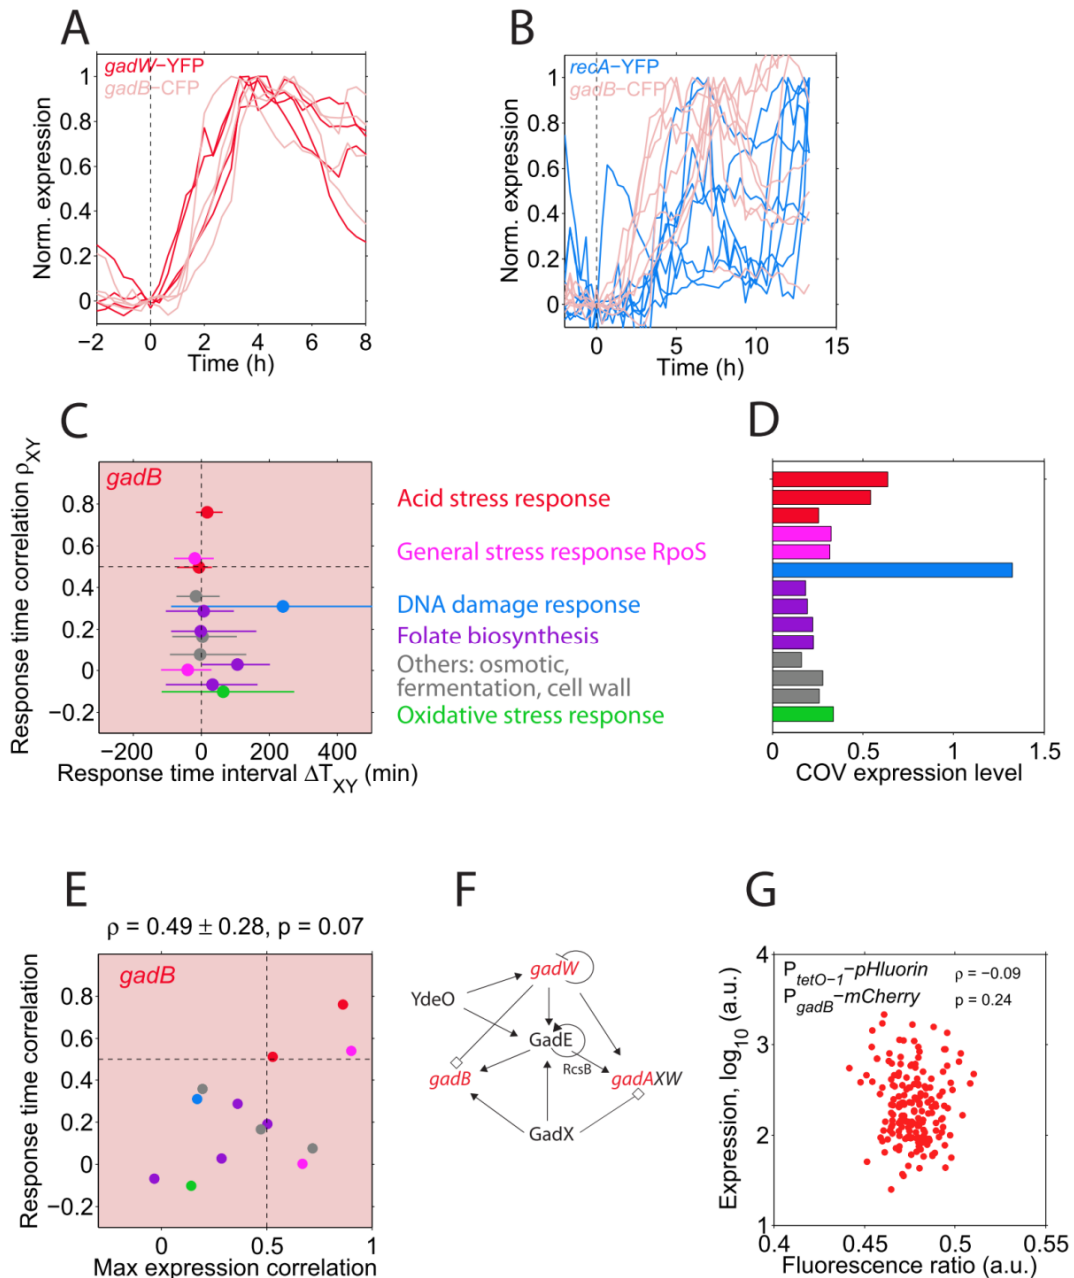 A
gadW-YFP
gadB-CFP
Norm. expression
1
0.8
0.6
0.4
0.2
0
−2 0 2 4 6 8
Time (h)
B
recA-YFP
gadB-CFP
Norm. expression
1
0.8
0.6
0.4
0.2
0
0 5 10 15
Time (h)
C
gadB
Response time correlation ρXY
0.8
0.6
0.4
0.2
0
−0.2
−200 0 200 400
Response time interval ΔTXY (min)
Acid stress response
General stress response RpoS
DNA damage response
Folate biosynthesis
Others: osmotic,
fermentation, cell wall
Oxidative stress response
D
0 0.5 1 1.5
COV expression level
E
ρ = 0.49 ± 0.28, p = 0.07
gadB
Response time correlation
0.8
0.6
0.4
0.2
0
−0.2
0 0.5 1
Max expression correlation
F
gadW
YdeO
GadE
RcsB
gadB
gadAXW
GadX
G
PtetO−1−pHluorin ρ = −0.09
PgadB−mCherry p = 0.24
Expression, log10 (a.u.)
4
3
2
1
0.4 0.45 0.5 0.55
Fluorescence ratio (a.u.)